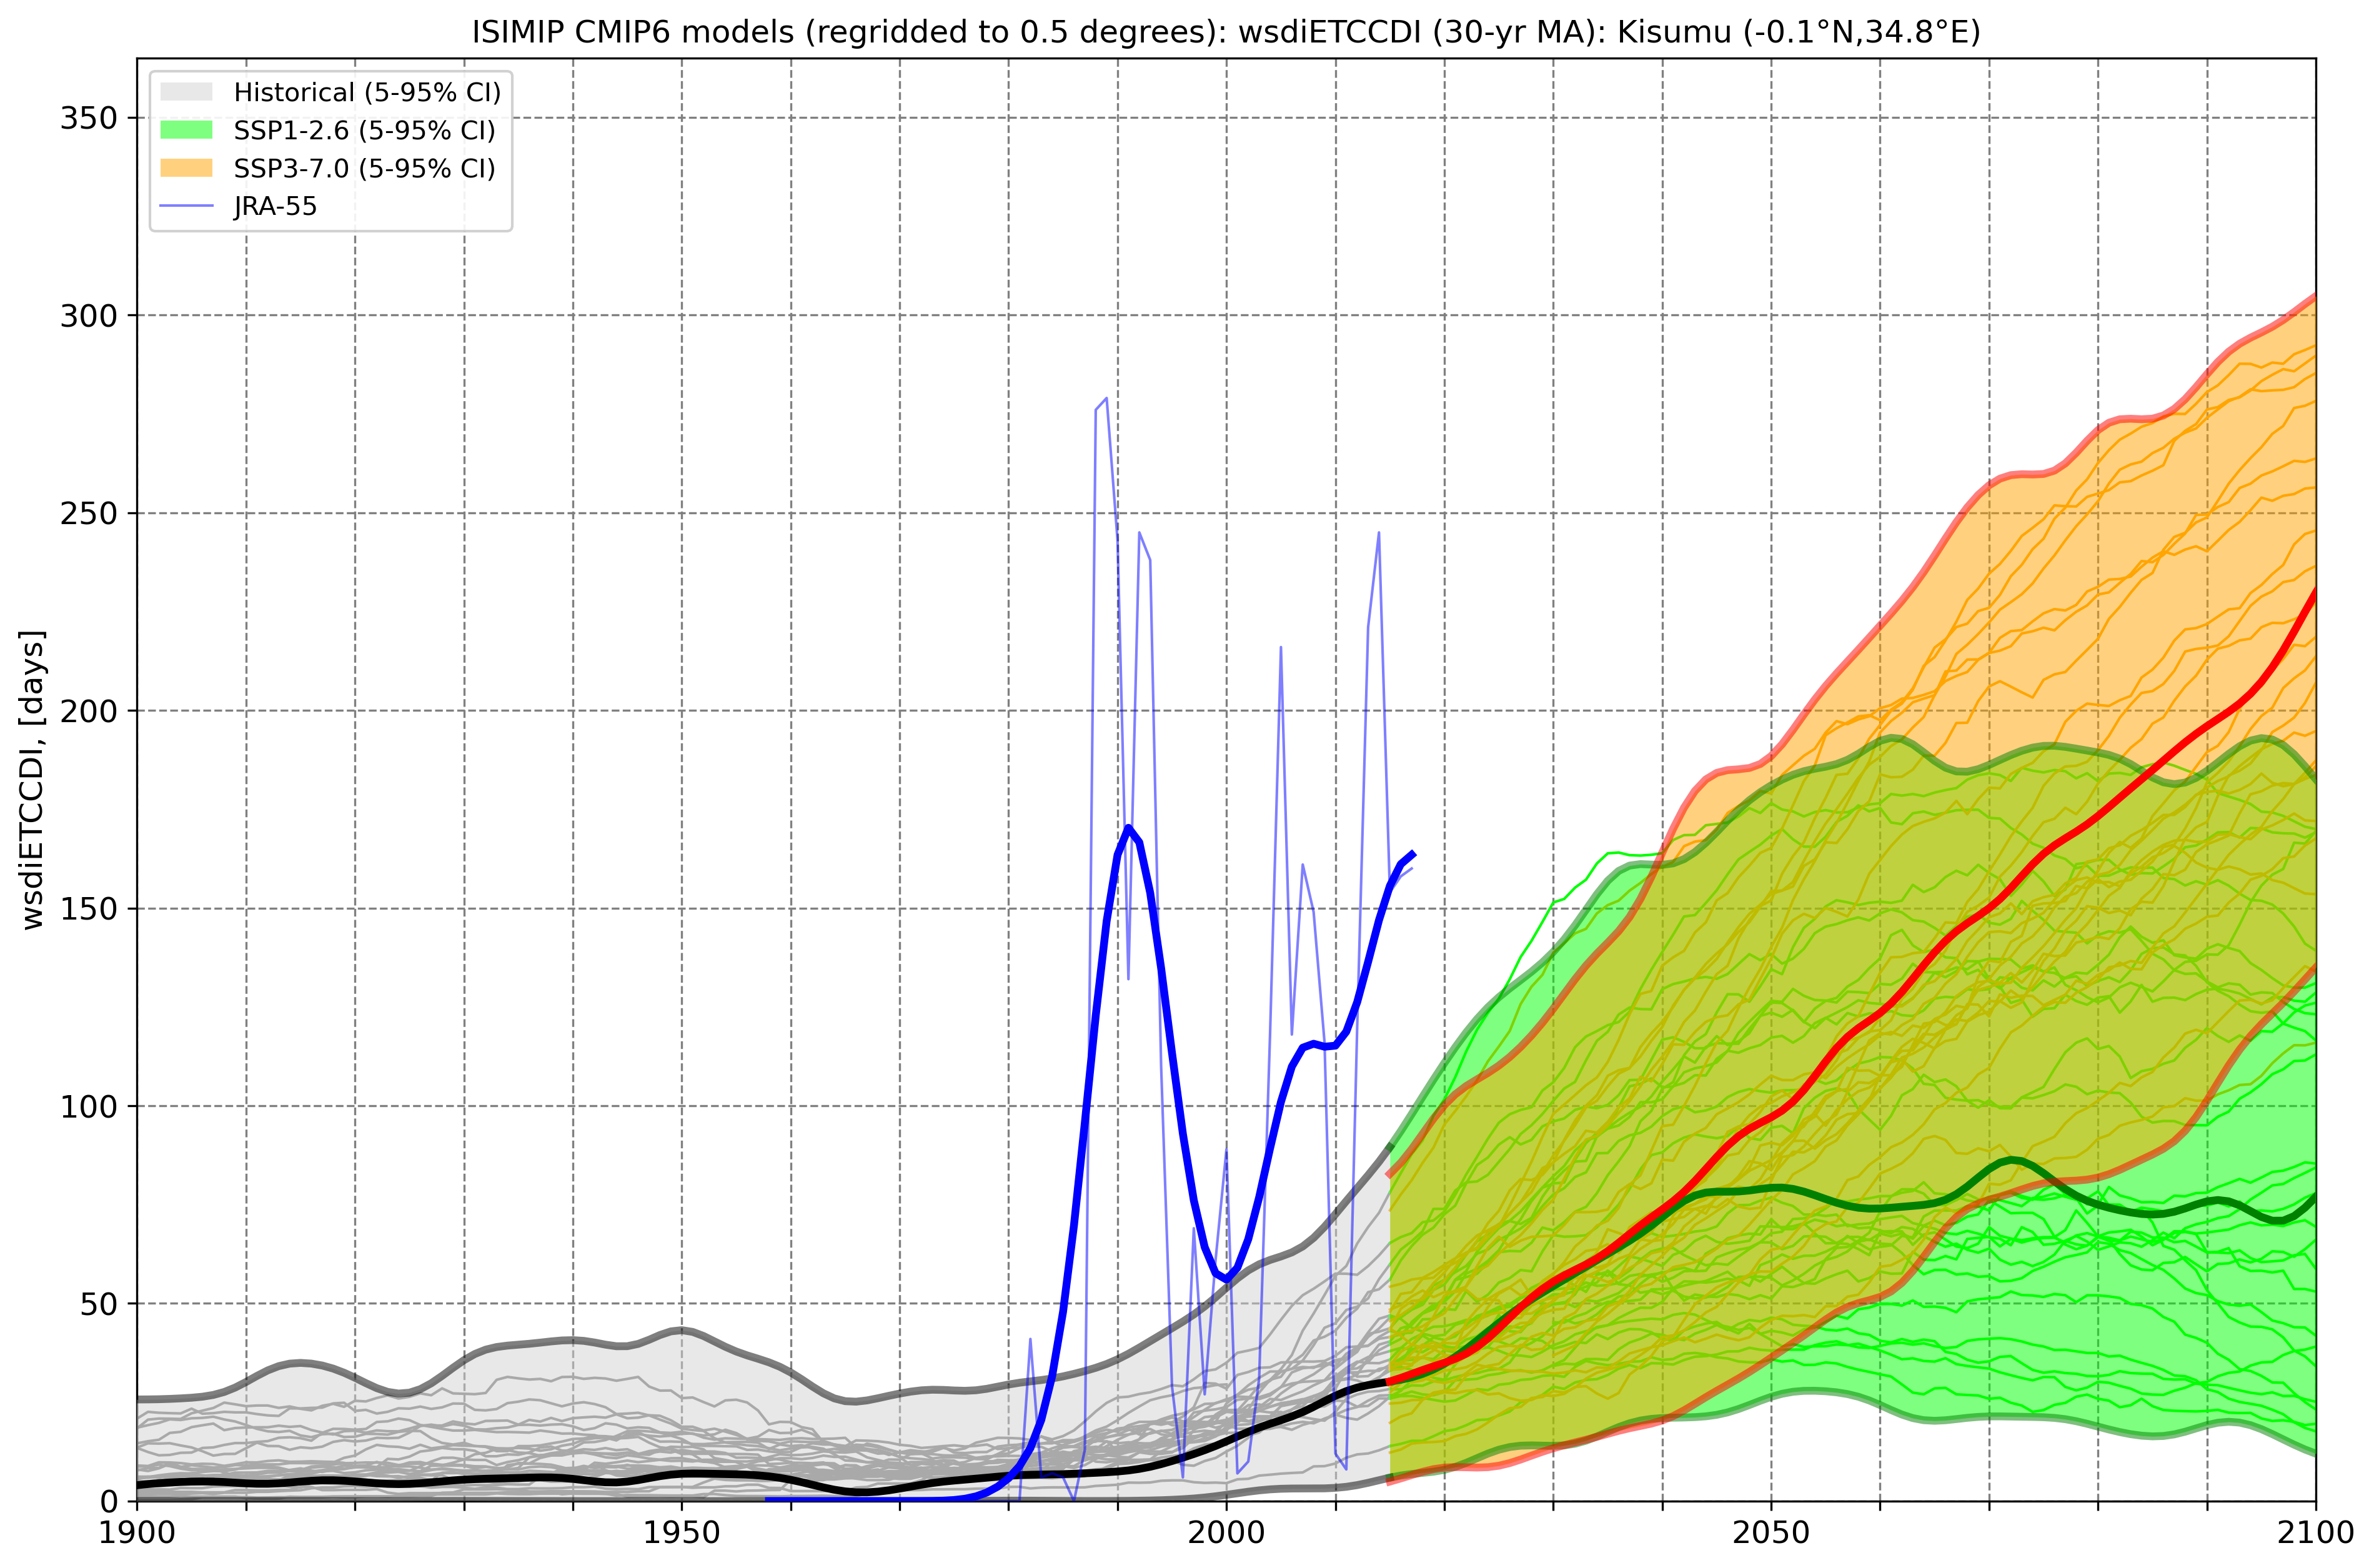 ISIMIP CMIP6 models (regridded to 0.5 degrees): wsdiETCCDI (30-yr MA): Kisumu (-0.1°N,34.8°E)
Historical (5-95% CI)
SSP1-2.6 (5-95% CI)
SSP3-7.0 (5-95% CI)
JRA-55
wsdiETCCDI, [days]
350
300
250
200
150
100
50
0
1900
1950
2000
2050
2100